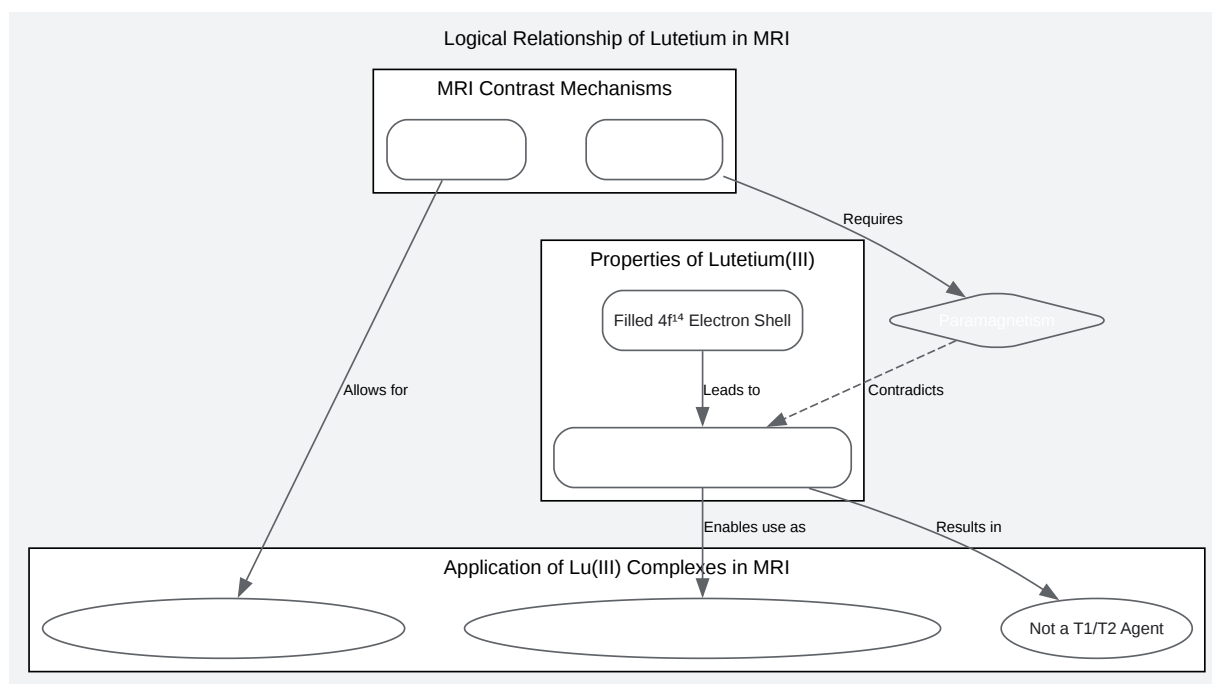 Logical Relationship of Lutetium in MRI
MRI Contrast Mechanisms
Requires
Properties of Lutetium(III)
Filled 4f¹⁴ Electron Shell
Paramagnetism
Allows for
Leads to
Contradicts
Enables use as
Results in
Application of Lu(III) Complexes in MRI
Not a T1/T2 Agent